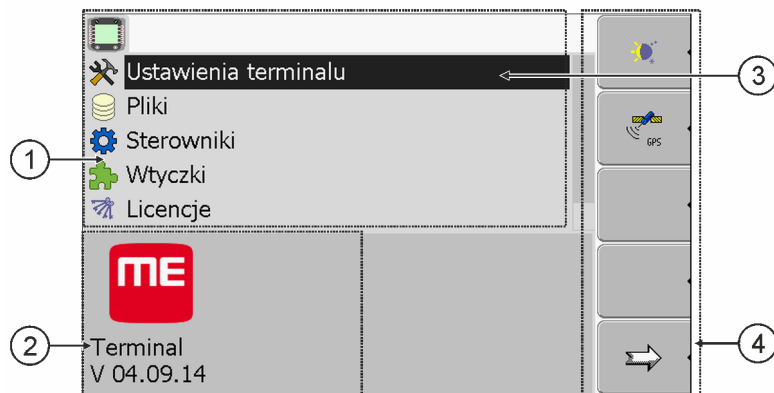 Ustawienia terminalu
Pliki
Sterowniki
Wtyczki
Licencje
ME
Terminal
V 04.09.14
GPS
1
2
3
4